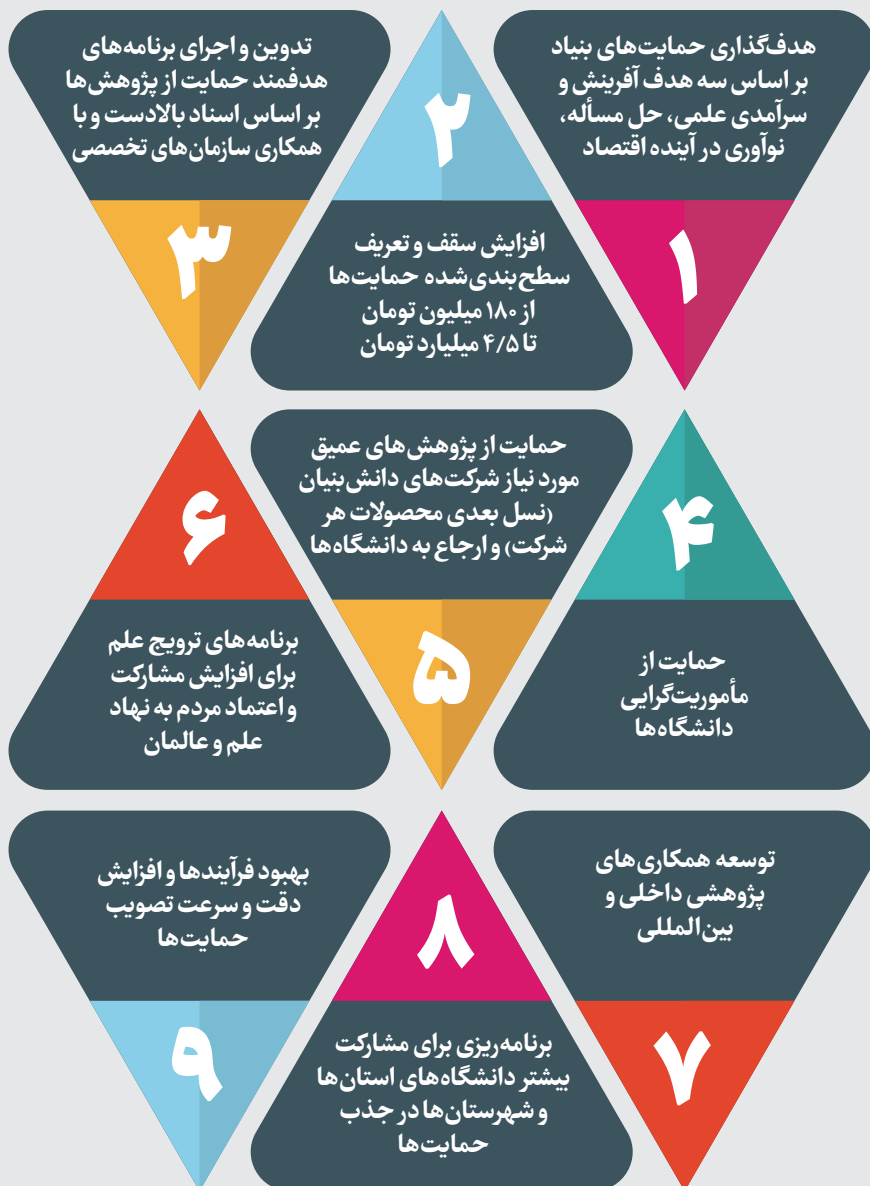 هدف‌گذاری حمایت‌های بنیاد
بر اساس سه هدف آفرینش و
سرآمدی علمی، حل مسأله،
نوآوری در آینده اقتصاد
۱
۲
افزایش سقف و تعریف
سطح‌بندی‌شده حمایت‌ها
از ۱۸۰ میلیون تومان
تا ۴/۵ میلیارد تومان
تدوین و اجرای برنامه‌های
هدفمند حمایت از پژوهش‌ها
بر اساس اسناد بالادست و با
همکاری سازمان‌های تخصصی
۳
۴
حمایت از
مأموریت‌گرایی
دانشگاه‌ها
حمایت از پژوهش‌های عمیق
مورد نیاز شرکت‌های دانش‌بنیان
(نسل بعدی محصولات هر
شرکت) و ارجاع به دانشگاه‌ها
۵
۶
برنامه‌های ترویج علم
برای افزایش مشارکت
و اعتماد مردم به نهاد
علم و عالمان
توسعه همکاری‌های
پژوهشی داخلی و
بین‌المللی
۷
۸
برنامه‌ریزی برای مشارکت
بیشتر دانشگاه‌های استان‌ها
و شهرستان‌ها در جذب
حمایت‌ها
بهبود فرآیندها و افزایش
دقت و سرعت تصویب
حمایت‌ها
۹